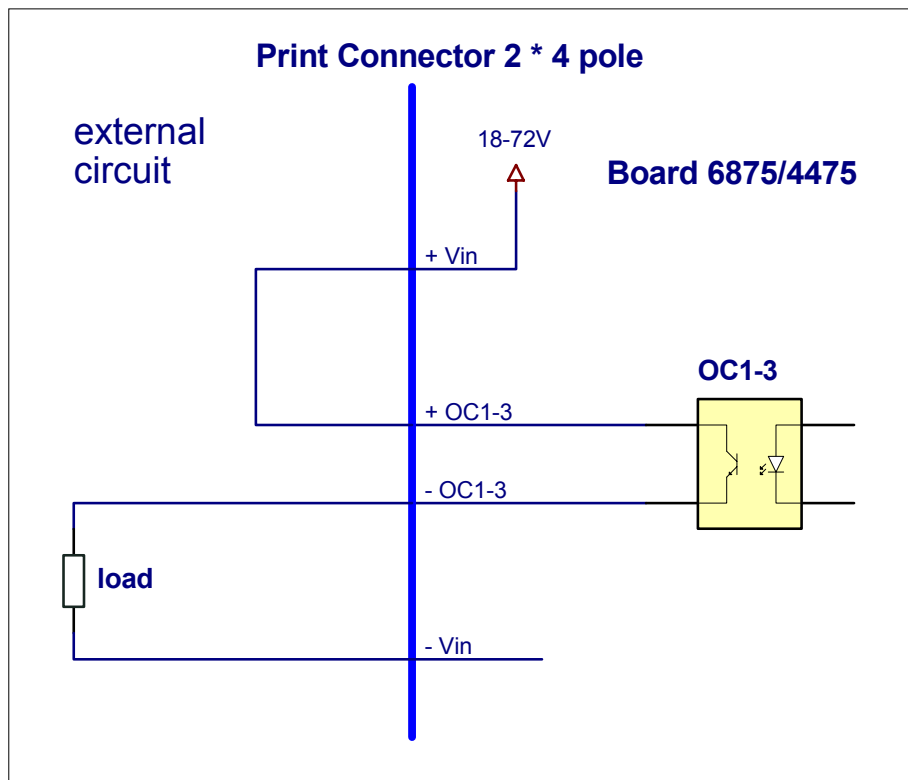 Print Connector 2 * 4 pole
external
circuit
18-72V
Board 6875/4475
+ Vin
OC1-3
+ OC1-3
- OC1-3
load
- Vin